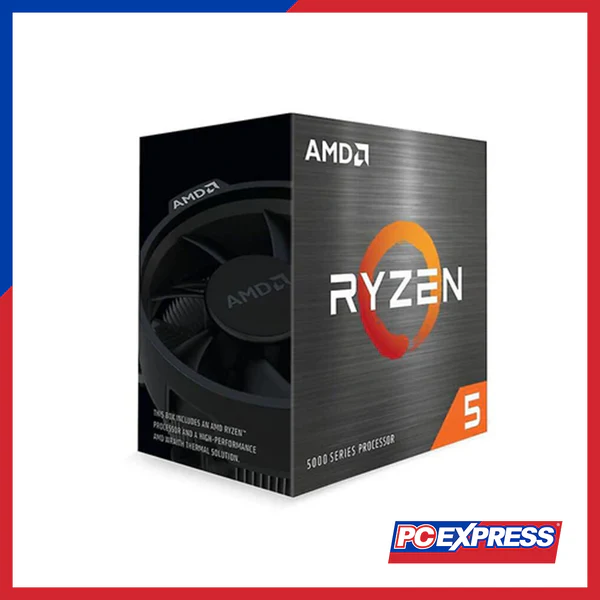 AMD
AMD
AMD
RYZEN™
THIS BOX INCLUDES AN AMD RYZEN™
PROCESSOR AND A HIGH-PERFORMANCE
AMD WRAITH THERMAL SOLUTION.
5000 SERIES PROCESSOR
5
PCEXPRESS